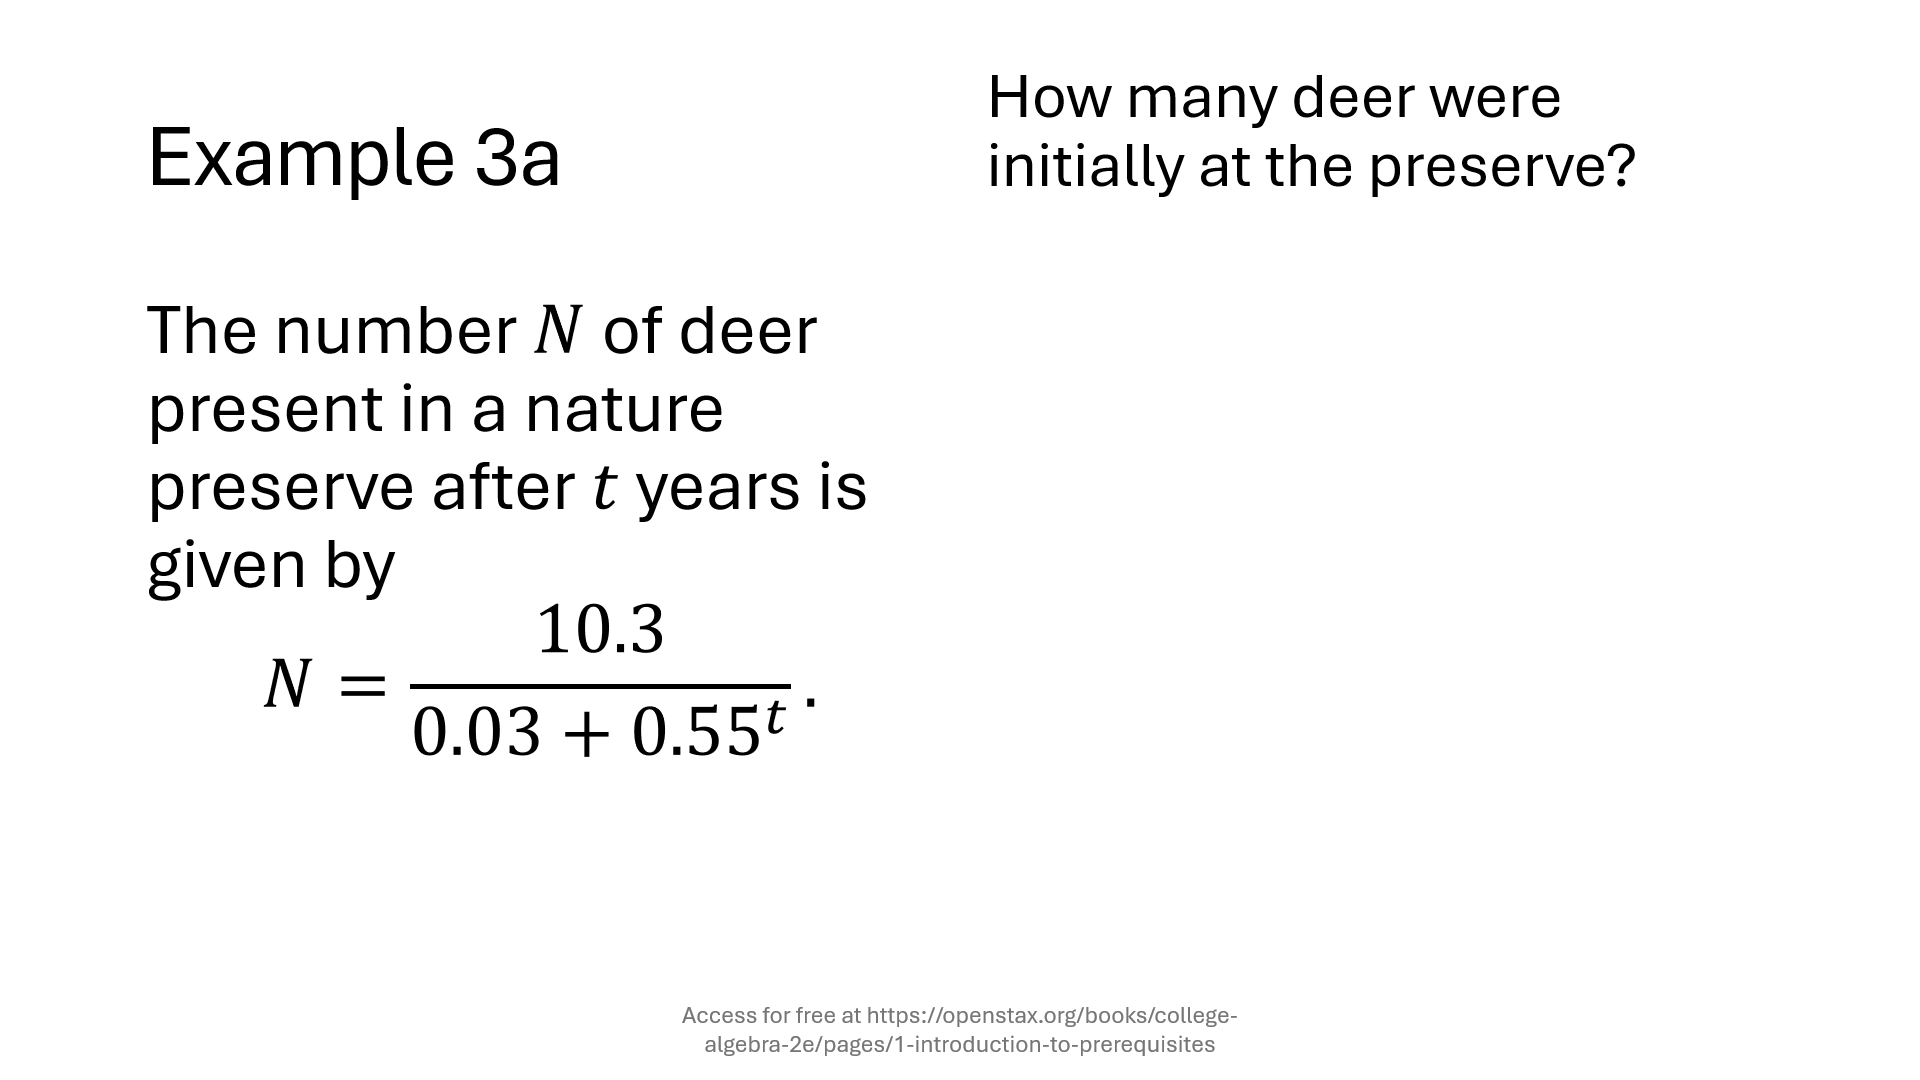 Example 3a
The number N of deer
present in a nature
preserve after t years is
given by
N = 10.3 / 0.03 + 0.55^t .
How many deer were
initially at the preserve?
Access for free at https://openstax.org/books/college-
algebra-2e/pages/1-introduction-to-prerequisites